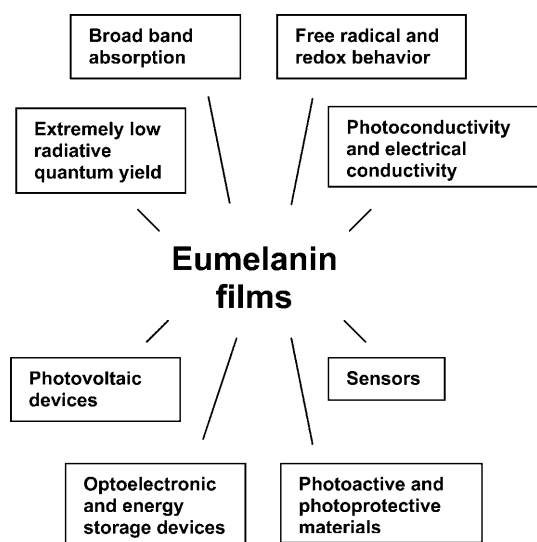 Broad band
absorption
Free radical and
redox behavior
Extremely low
radiative
quantum yield
Photoconductivity
and electrical
conductivity
Eumelanin
films
Photovoltaic
devices
Sensors
Optoelectronic
and energy
storage devices
Photoactive and
photoprotective
materials